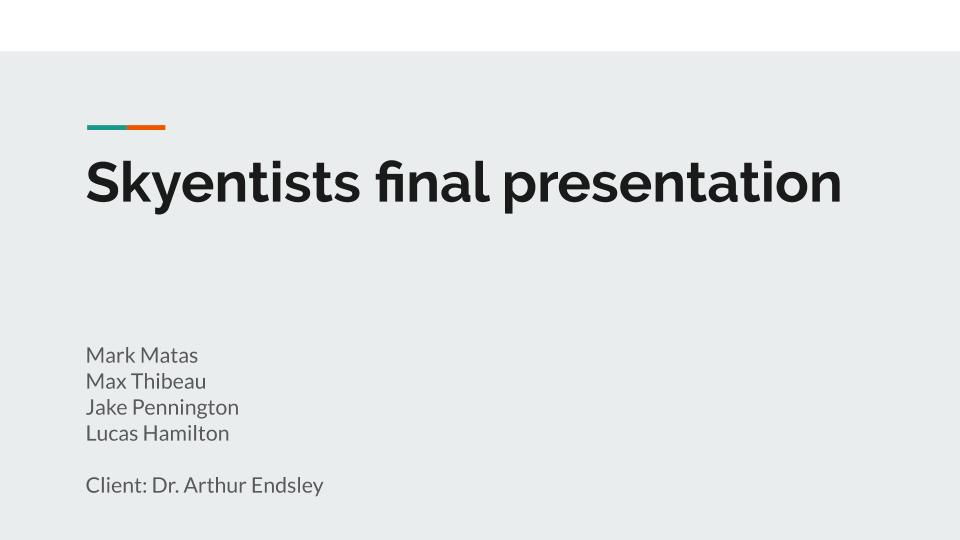 Skyentists final presentation
Mark Matas
Max Thibeau
Jake Pennington
Lucas Hamilton
Client: Dr. Arthur Endsley